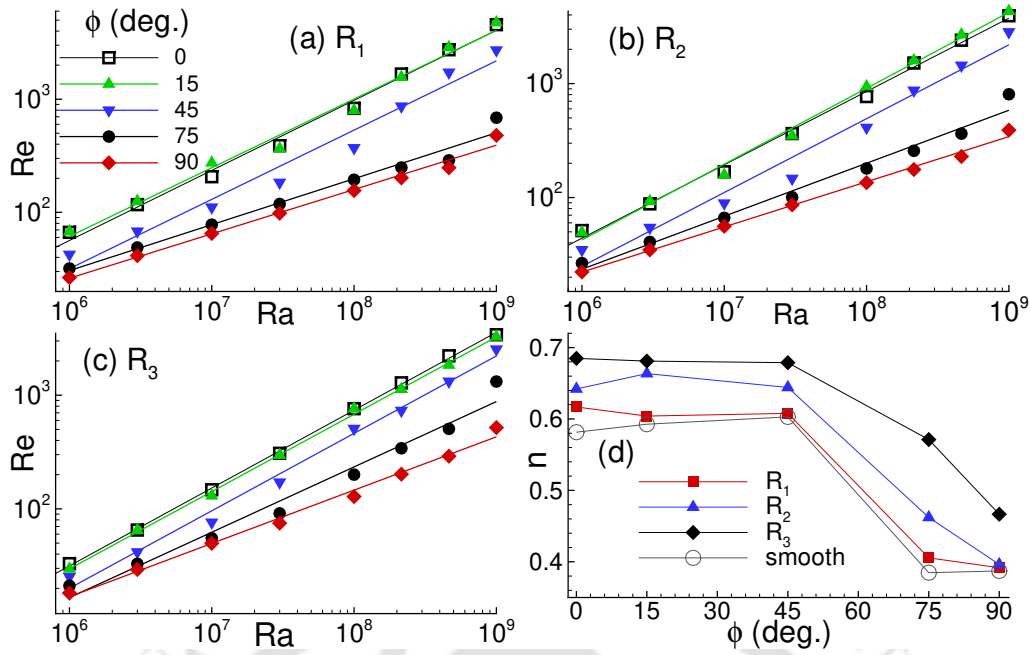 ϕ (deg.)
0
15
45
75
90
(a) R₁
Re
10³
10²
10⁶ 10⁷ 10⁸ 10⁹
Ra
(b) R₂
10³
10²
10⁶ 10⁷ 10⁸ 10⁹
Ra
(c) R₃
Re
10³
10²
10⁶ 10⁷ 10⁸ 10⁹
Ra
n
0.7
0.6
0.5
0.4
(d)
R₁
R₂
R₃
smooth
0 15 30 45 60 75 90
ϕ (deg.)